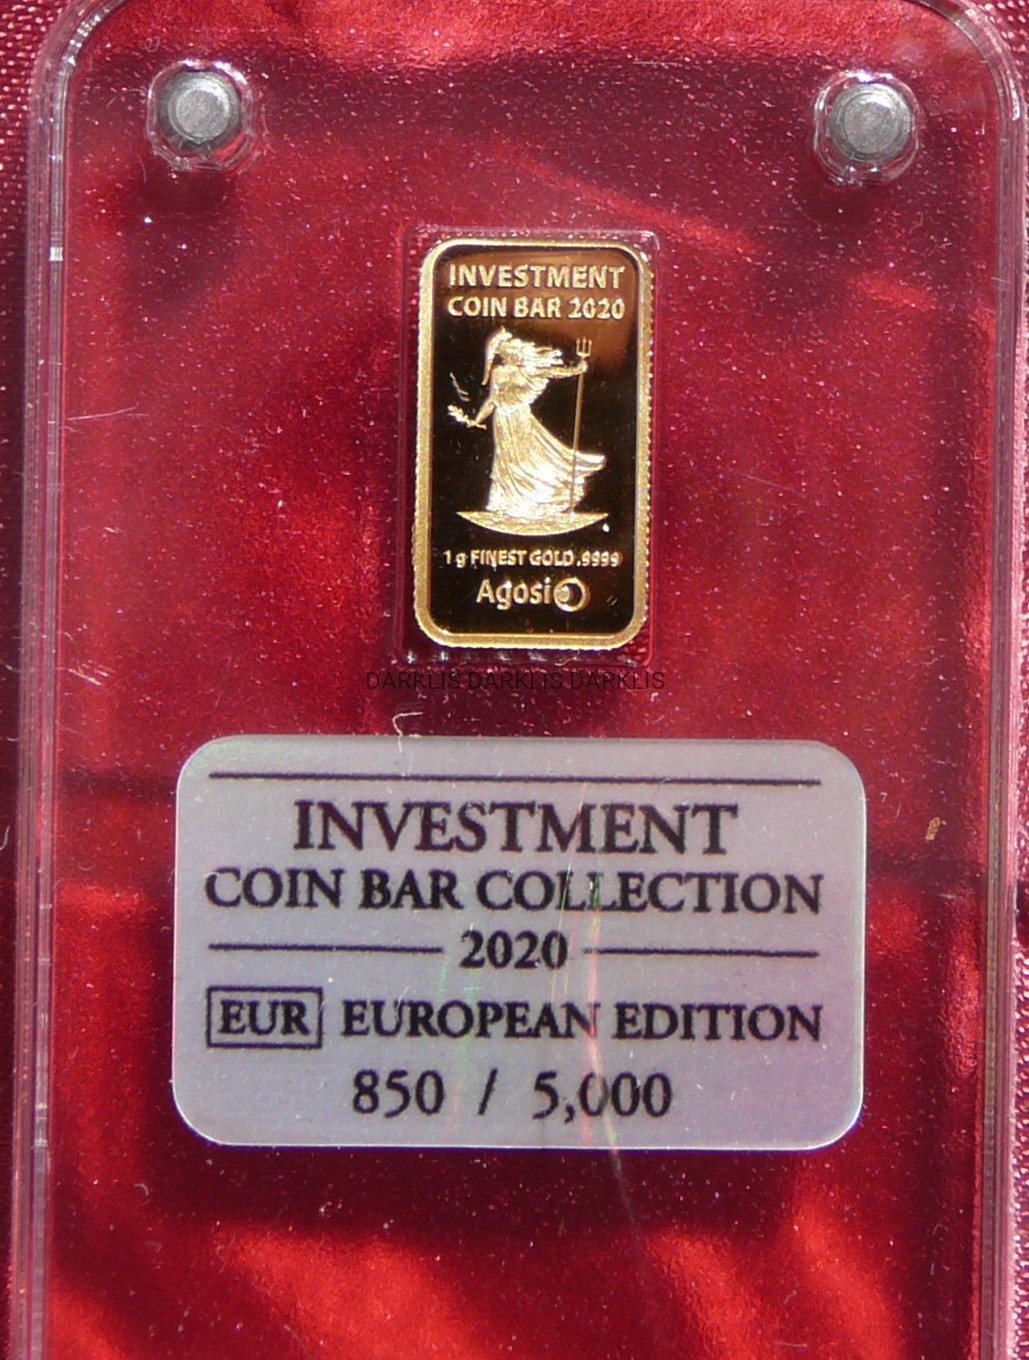 INVESTMENT
COIN BAR 2020
1 g FINEST GOLD .9999
Agosi
DARKLIS DARKLIS DARKLIS
INVESTMENT
COIN BAR COLLECTION
2020
EUR EUROPEAN EDITION
850 / 5,000